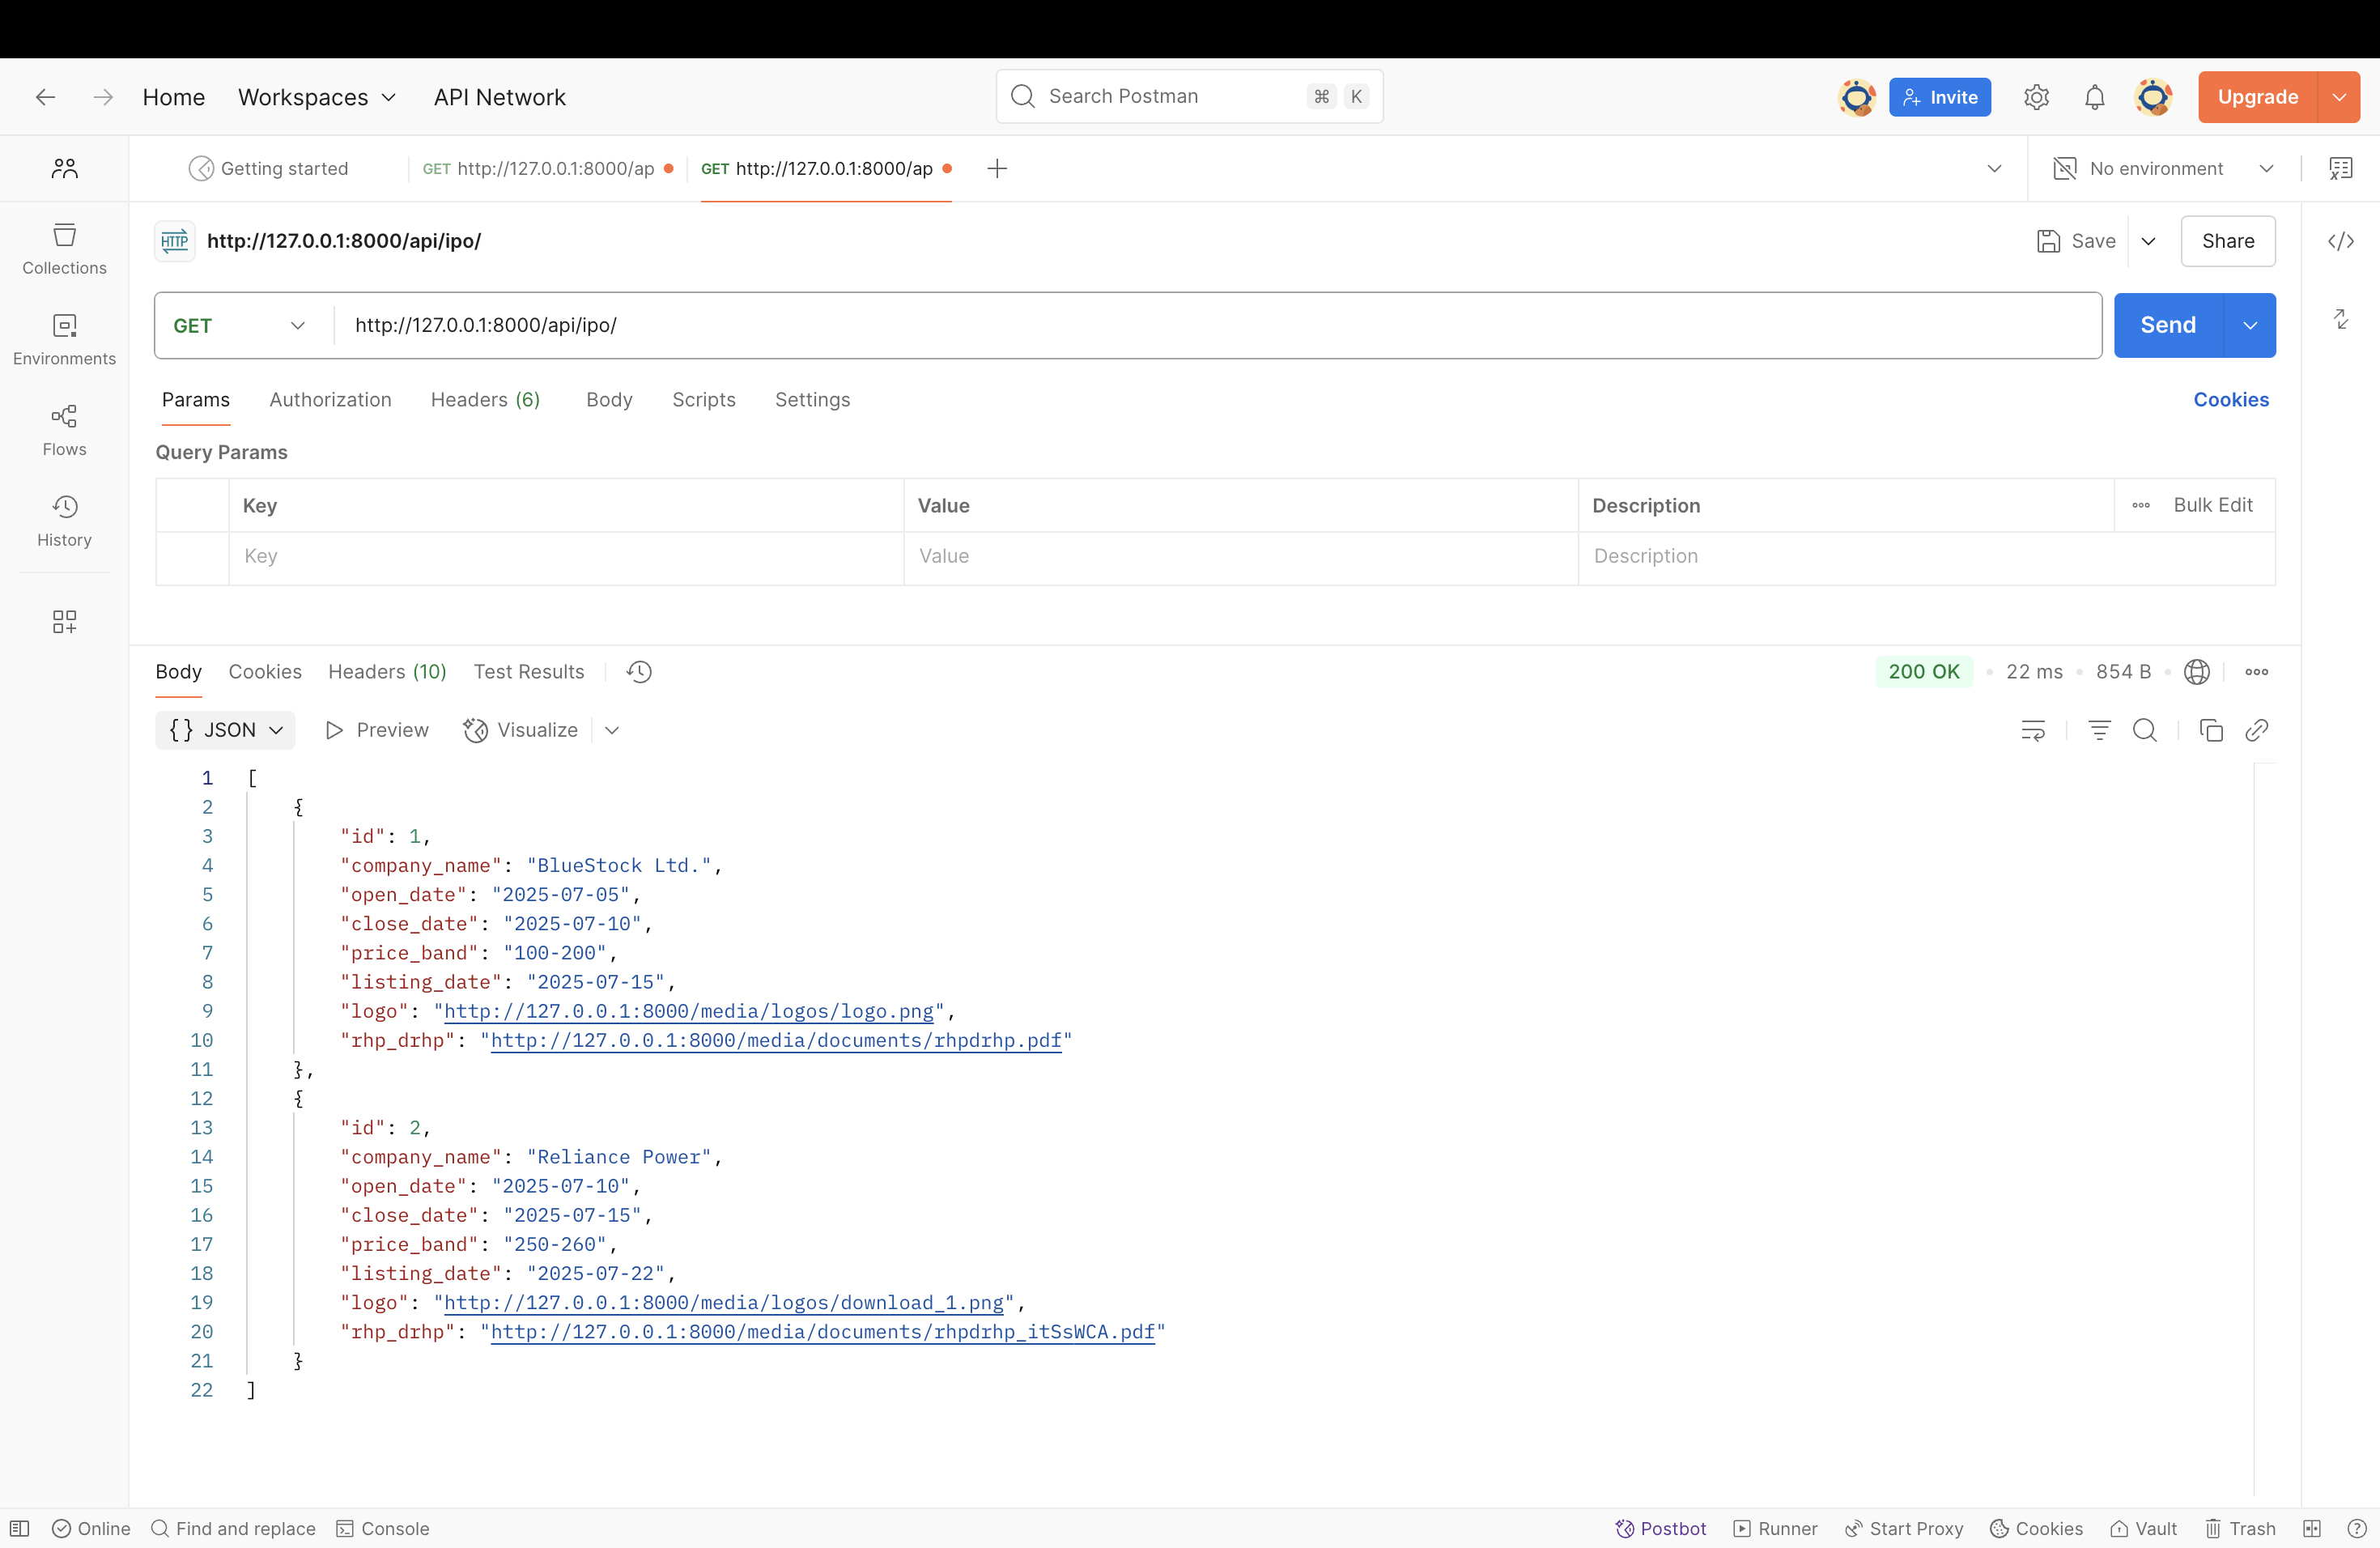 Home Workspaces API Network Search Postman ⌘ K Invite Upgrade
Getting started GET http://127.0.0.1:8000/ap GET http://127.0.0.1:8000/ap No environment
HTTP http://127.0.0.1:8000/api/ipo/ Save Share
Collections
GET http://127.0.0.1:8000/api/ipo/ Send
Environments
Params Authorization Headers (6) Body Scripts Settings Cookies
Flows
Query Params
Key Value Description Bulk Edit
History
Key Value Description
Body Cookies Headers (10) Test Results 200 OK 22 ms 854 B
{} JSON Preview Visualize
1 [
2 {
3 "id": 1,
4 "company_name": "BlueStock Ltd.",
5 "open_date": "2025-07-05",
6 "close_date": "2025-07-10",
7 "price_band": "100-200",
8 "listing_date": "2025-07-15",
9 "logo": "http://127.0.0.1:8000/media/logos/logo.png",
10 "rhp_drhp": "http://127.0.0.1:8000/media/documents/rhpdrhp.pdf"
11 },
12 {
13 "id": 2,
14 "company_name": "Reliance Power",
15 "open_date": "2025-07-10",
16 "close_date": "2025-07-15",
17 "price_band": "250-260",
18 "listing_date": "2025-07-22",
19 "logo": "http://127.0.0.1:8000/media/logos/download_1.png",
20 "rhp_drhp": "http://127.0.0.1:8000/media/documents/rhpdrhp_itSsWCA.pdf"
21 }
22 ]
Online Find and replace Console Postbot Runner Start Proxy Cookies Vault Trash